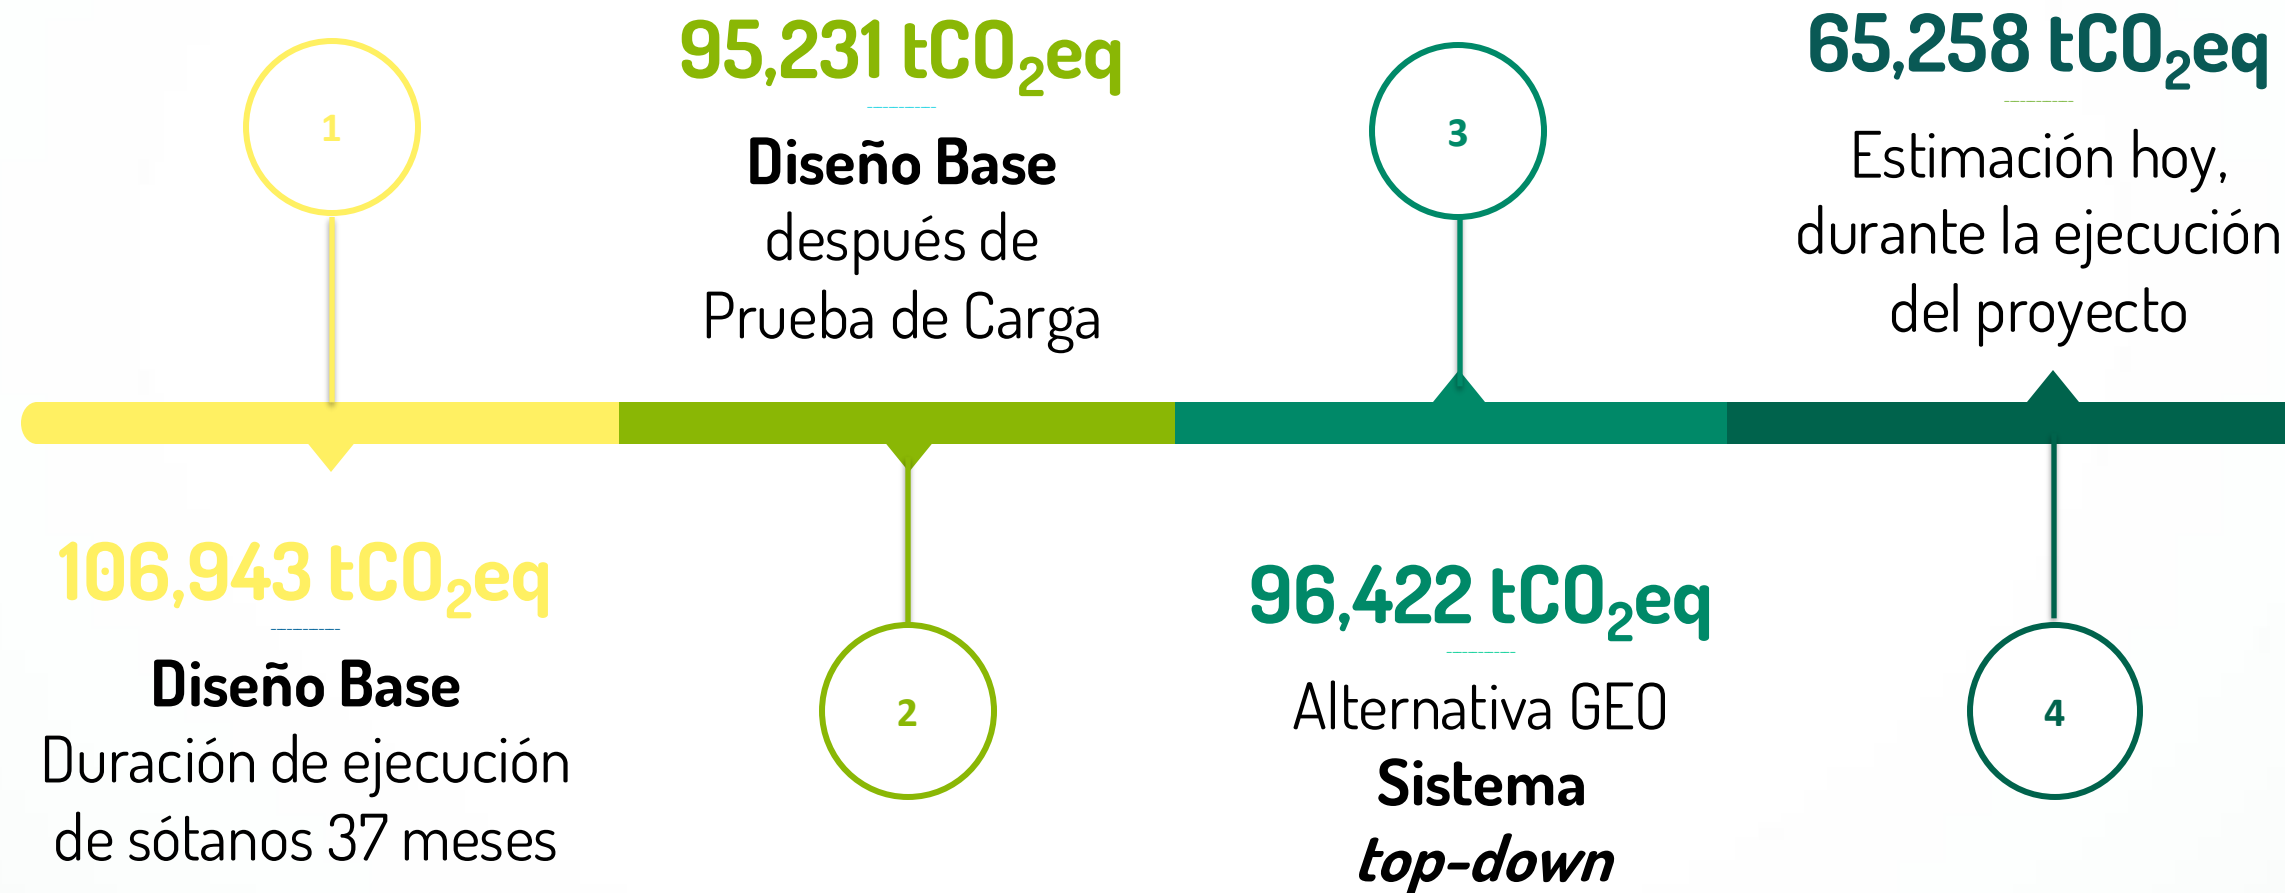 1
106,943 tCO₂eq
Diseño Base
Duración de ejecución
de sótanos 37 meses
95,231 tCO₂eq
Diseño Base
después de
Prueba de Carga
2
3
96,422 tCO₂eq
Alternativa GEO
Sistema
top-down
65,258 tCO₂eq
Estimación hoy,
durante la ejecución
del proyecto
4